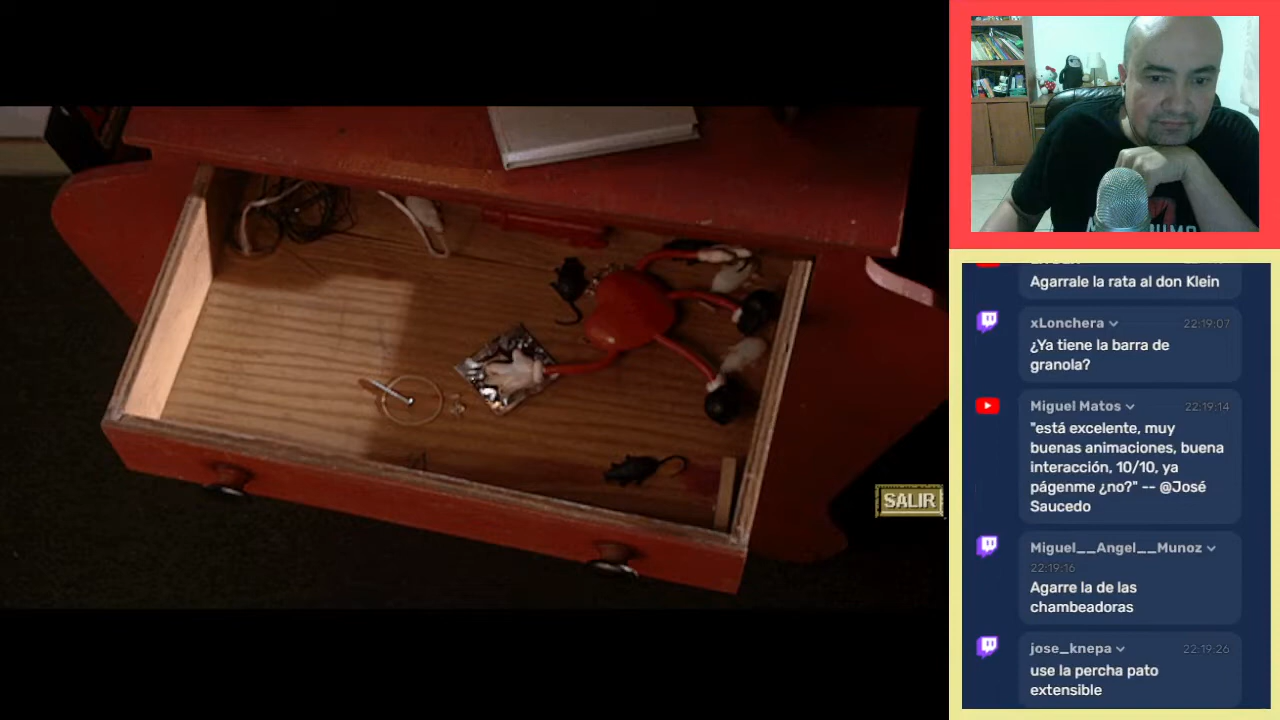 SALIR
Agarrale la rata al don Klein
xLonchera 22:19:07
¿Ya tiene la barra de
granola?
Miguel Matos 22:19:14
"está excelente, muy
buenas animaciones, buena
interacción, 10/10, ya
págenme ¿no?" -- @José
Saucedo
Miguel__Angel__Munoz
22:19:16
Agarre la de las
chambeadoras
jose_knepa 22:19:26
use la percha pato
extensible